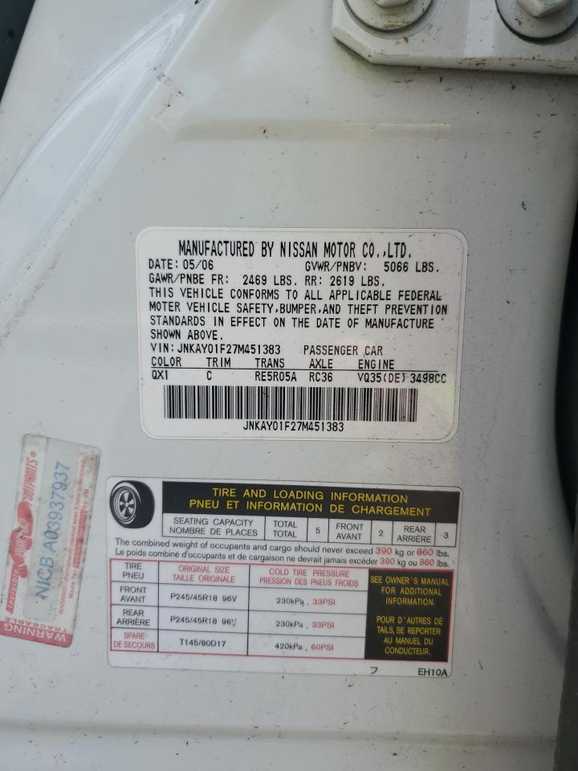 MANUFACTURED BY NISSAN MOTOR CO.,LTD.
DATE: 05/06 GVWR/PNBV: 5066 LBS.
GAWR/PNBE FR: 2469 LBS. RR: 2619 LBS.
THIS VEHICLE CONFORMS TO ALL APPLICABLE FEDERAL
MOTER VEHICLE SAFETY,BUMPER,AND THEFT PREVENTION
STANDARDS IN EFFECT ON THE DATE OF MANUFACTURE
SHOWN ABOVE.
VIN: JNKAY01F27M451383 PASSENGER CAR
COLOR TRIM TRANS AXLE ENGINE
QX1 C RE5R05A RC36 VQ35(DE) 3498CC
JNKAY01F27M451383
WARNING
NICB A03937937
TIRE AND LOADING INFORMATION
PNEU ET INFORMATION DE CHARGEMENT
SEATING CAPACITY TOTAL 5 FRONT 2 REAR 3
NOMBRE DE PLACES TOTAL AVANT ARRIÈRE
The combined weight of occupants and cargo should never exceed 390 kg or 860 lbs.
Le poids combiné des occupants et de cargaison ne devrait jamais excéder 390 kg ou 860 lbs.
TIRE ORIGINAL SIZE COLD TIRE PRESSURE
PNEU TAILLE ORIGINALE PRESSION DES PNEUS FROIDS
FRONT AVANT P245/45R18 96V 230kPa, 33PSI
REAR ARRIÈRE P245/45R18 96V 230kPa, 33PSI
SPARE DE SECOURS T145/80D17 420kPa, 60PSI
SEE OWNER'S MANUAL
FOR ADDITIONAL
INFORMATION.
POUR D'AUTRES DE
TAILS, SE REPORTER
AU MANUEL DU
CONDUCTEUR.
7 EH10A